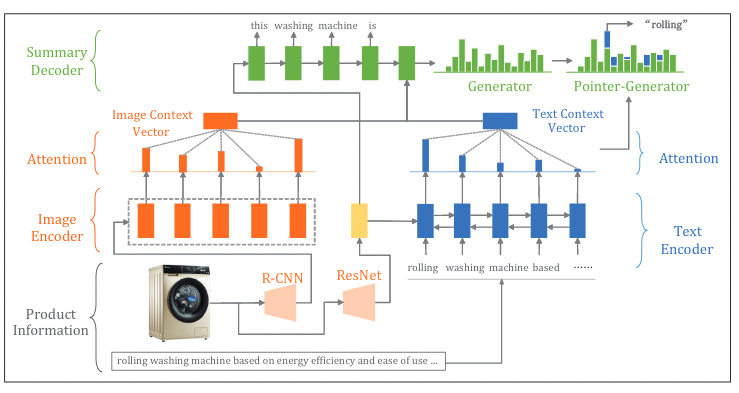 this washing machine is
"rolling"
Summary
Decoder
Generator
Pointer-Generator
Image Context
Vector
Text Context
Vector
Attention
Attention
Image
Encoder
Text
Encoder
rolling washing machine based ......
R-CNN
ResNet
Product
Information
rolling washing machine based on energy efficiency and ease of use ...